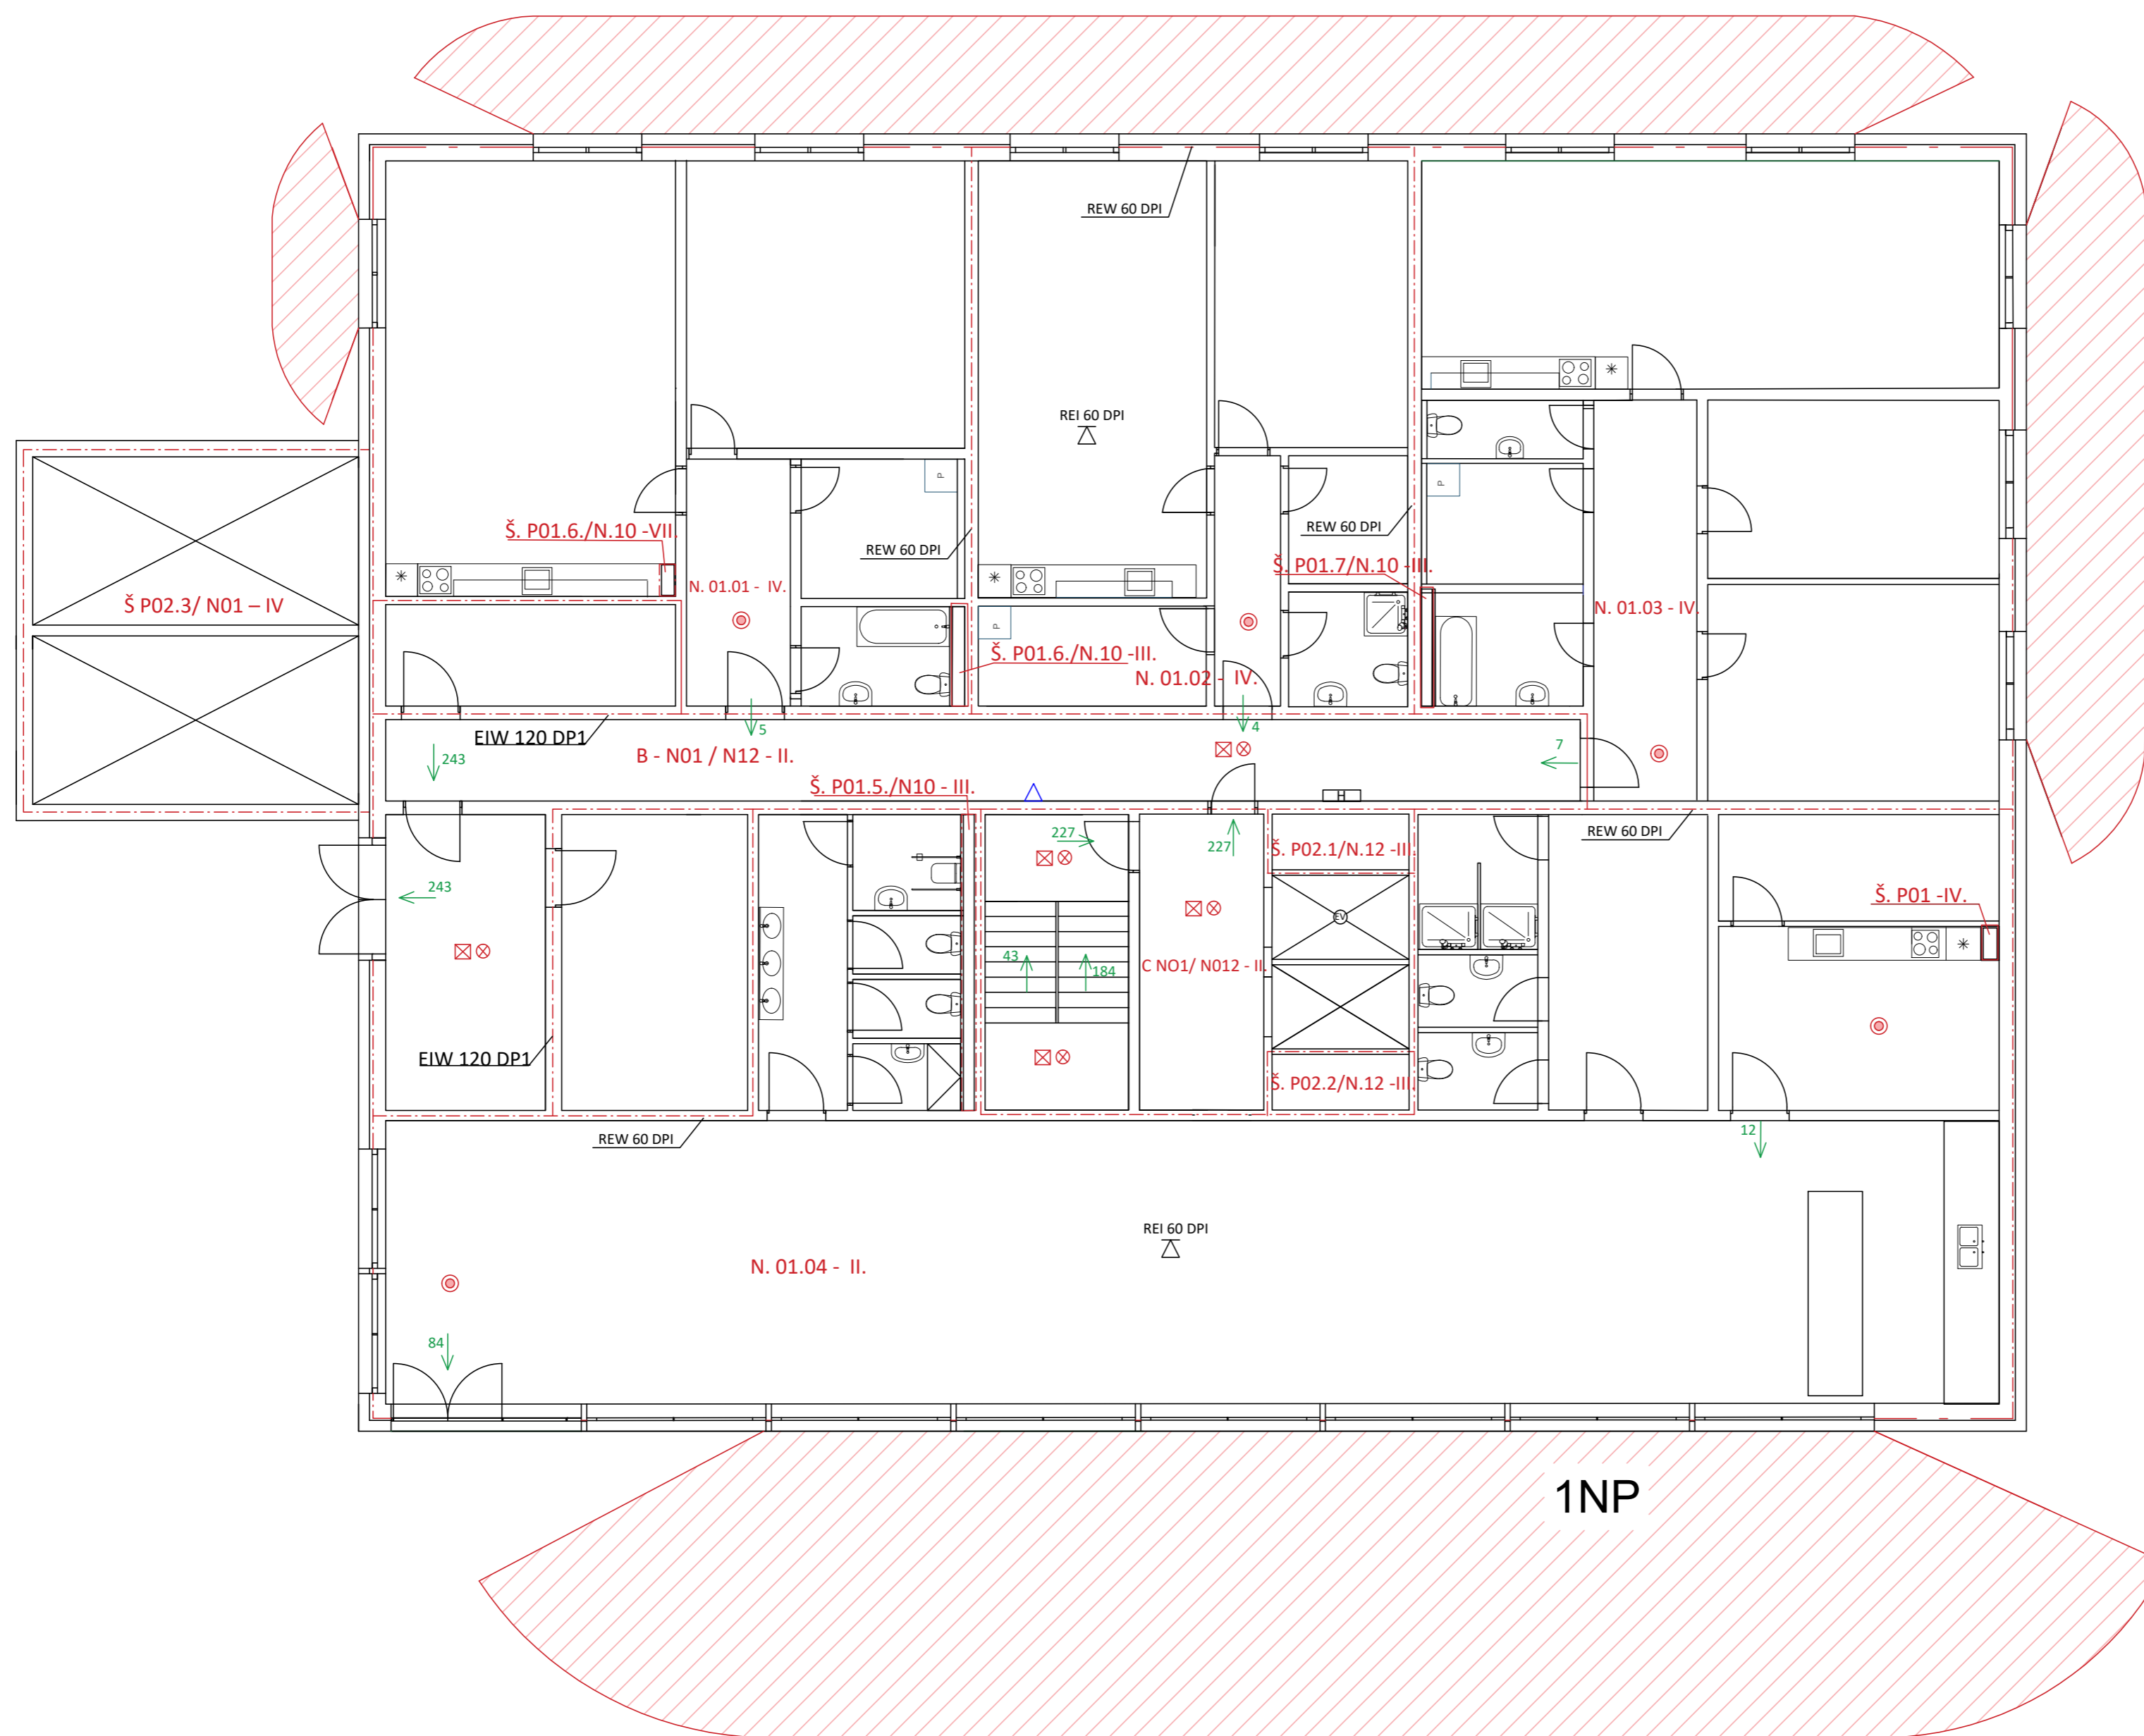 REW 60 DPI
REI 60 DPI
Š. P01.6./N.10 -VII.
REW 60 DPI
REW 60 DPI
P
P
Š. P01.7/N.10 -III.
N. 01.01 - IV.
Š P02.3/ N01 – IV
N. 01.03 - IV.
P
Š. P01.6./N.10 -III.
N. 01.02 - IV.
EIW 120 DP1
5
4
7
243
B - N01 / N12 - II.
Š. P01.5./N10 - III.
H
REW 60 DPI
227
227
Š. P02.1/N.12 -III.
243
Š. P01 -IV.
EV
43
184
C NO1/ N012 - II.
EIW 120 DP1
Š. P02.2/N.12 -III.
REW 60 DPI
12
REI 60 DPI
N. 01.04 - II.
84
1NP